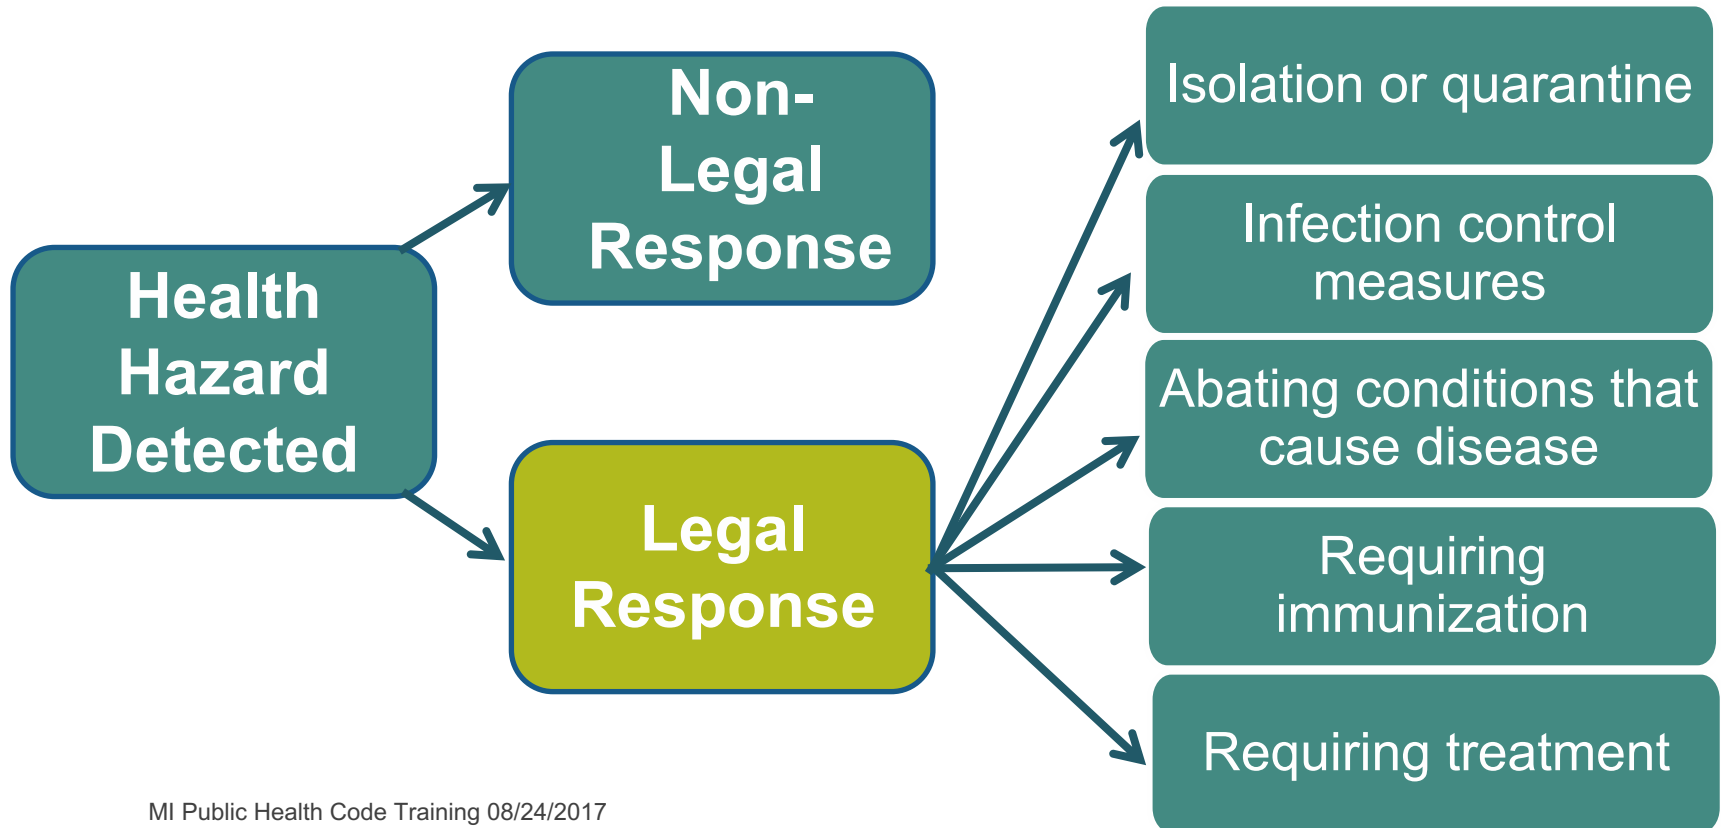 Health
Hazard
Detected
Non-
Legal
Response
Legal
Response
Isolation or quarantine
Infection control
measures
Abating conditions that
cause disease
Requiring
immunization
Requiring treatment
MI Public Health Code Training 08/24/2017